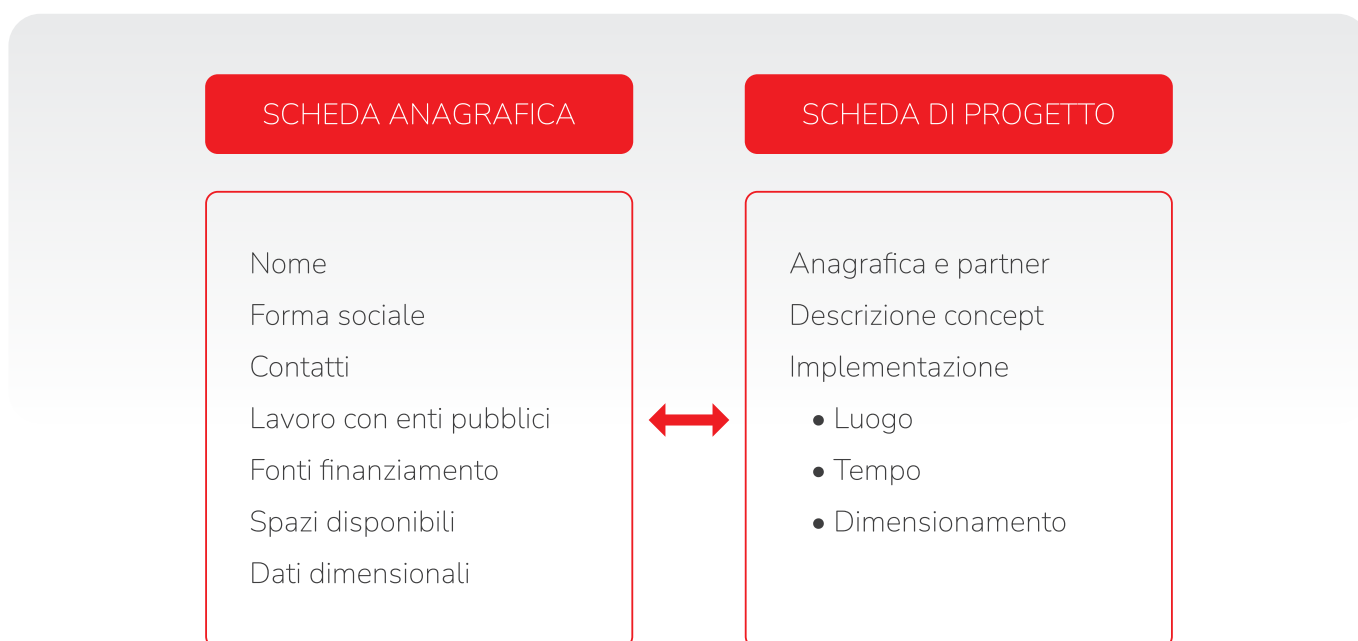 SCHEDA ANAGRAFICA
Nome
Forma sociale
Contatti
Lavoro con enti pubblici
Fonti finanziamento
Spazi disponibili
Dati dimensionali
SCHEDA DI PROGETTO
Anagrafica e partner
Descrizione concept
Implementazione
• Luogo
• Tempo
• Dimensionamento